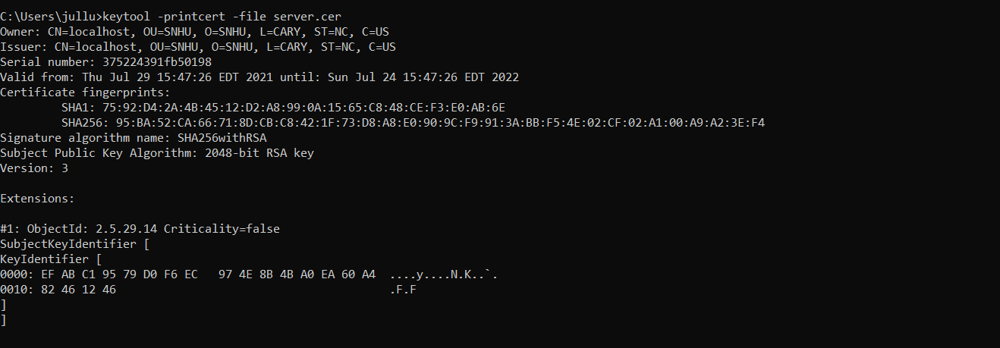 C:\Users\jullu>keytool -printcert -file server.cer
Owner: CN=localhost, OU=SNHU, O=SNHU, L=CARY, ST=NC, C=US
Issuer: CN=localhost, OU=SNHU, O=SNHU, L=CARY, ST=NC, C=US
Serial number: 375224391fb50198
Valid from: Thu Jul 29 15:47:26 EDT 2021 until: Sun Jul 24 15:47:26 EDT 2022
Certificate fingerprints:
         SHA1: 75:92:D4:2A:4B:45:12:D2:A8:99:0A:15:65:C8:48:CE:F3:E0:AB:6E
         SHA256: 95:BA:52:CA:66:71:8D:CB:C8:42:1F:73:D8:A8:E0:90:9C:F9:91:3A:BB:F5:4E:02:CF:02:A1:00:A9:A2:3E:F4
Signature algorithm name: SHA256withRSA
Subject Public Key Algorithm: 2048-bit RSA key
Version: 3
Extensions:
#1: ObjectId: 2.5.29.14 Criticality=false
SubjectKeyIdentifier [
KeyIdentifier [
0000: EF AB C1 95 79 D0 F6 EC   97 4E 8B 4B A0 EA 60 A4  ....y....N.K..`.
0010: 82 46 12 46                                        .F.F
]
]